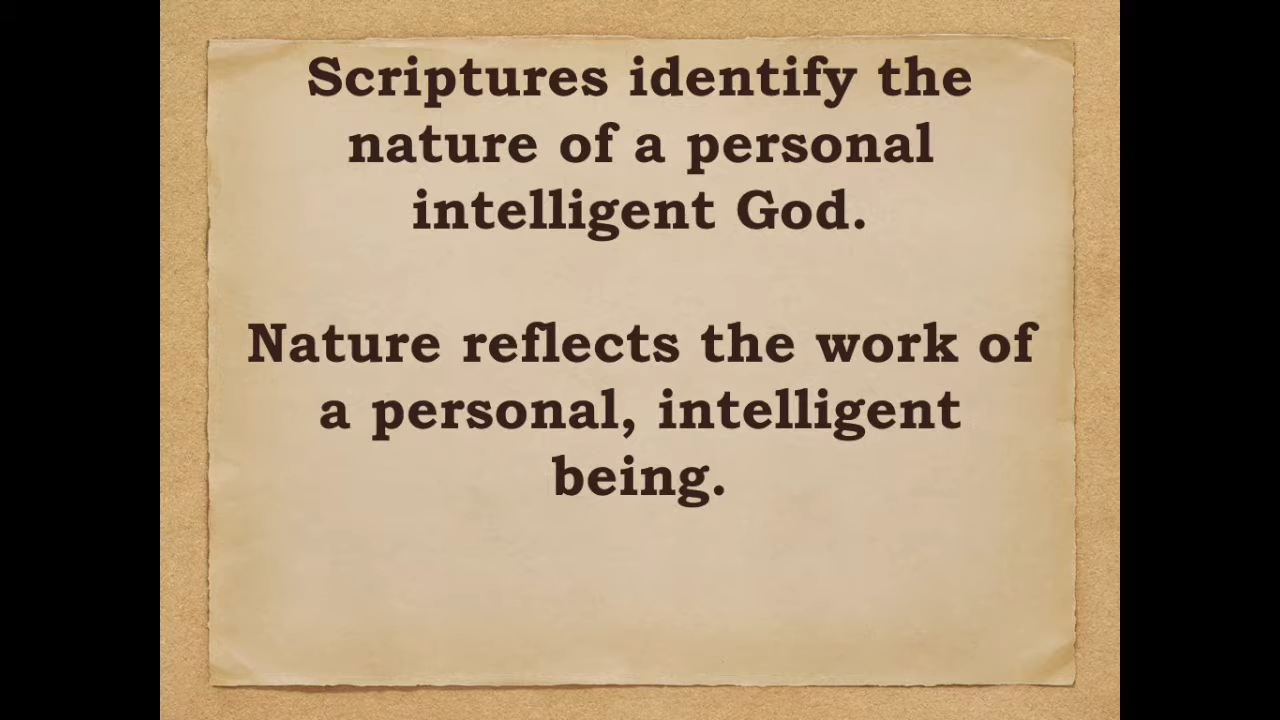 Scriptures identify the
nature of a personal
intelligent God.
Nature reflects the work of
a personal, intelligent
being.